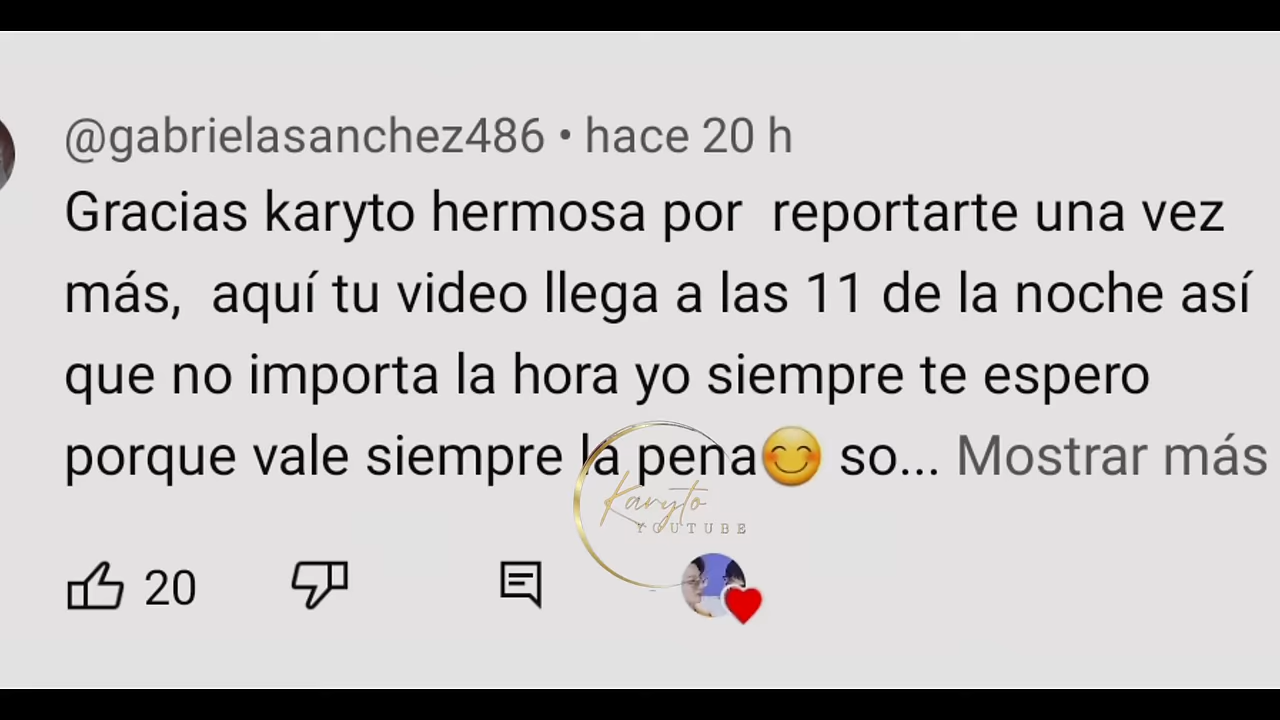 @gabrielasanchez486 • hace 20 h
Gracias karyto hermosa por  reportarte una vez
más,  aquí tu video llega a las 11 de la noche así
que no importa la hora yo siempre te espero
porque vale siempre la pena😊 so... Mostrar más
Karyto
YOUTUBE
20